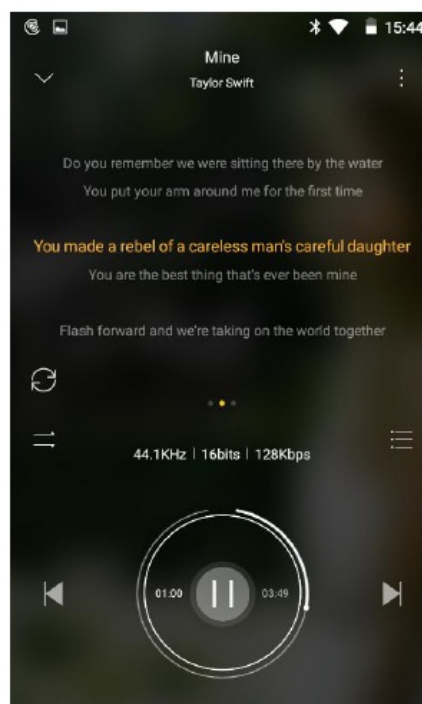 15:44
Mine
Taylor Swift
Do you remember we were sitting there by the water
You put your arm around me for the first time
You made a rebel of a careless man's careful daughter
You are the best thing that's ever been mine
Flash forward and we're taking on the world together
44.1KHz | 16bits | 128Kbps
01:00
03:49